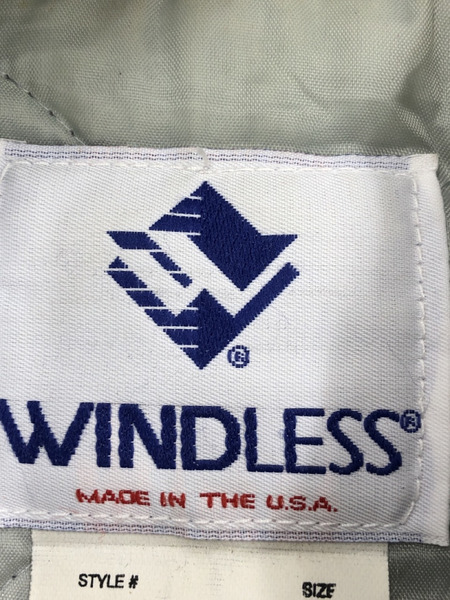 ®
WINDLESS®
MADE IN THE U.S.A.
STYLE # SIZE